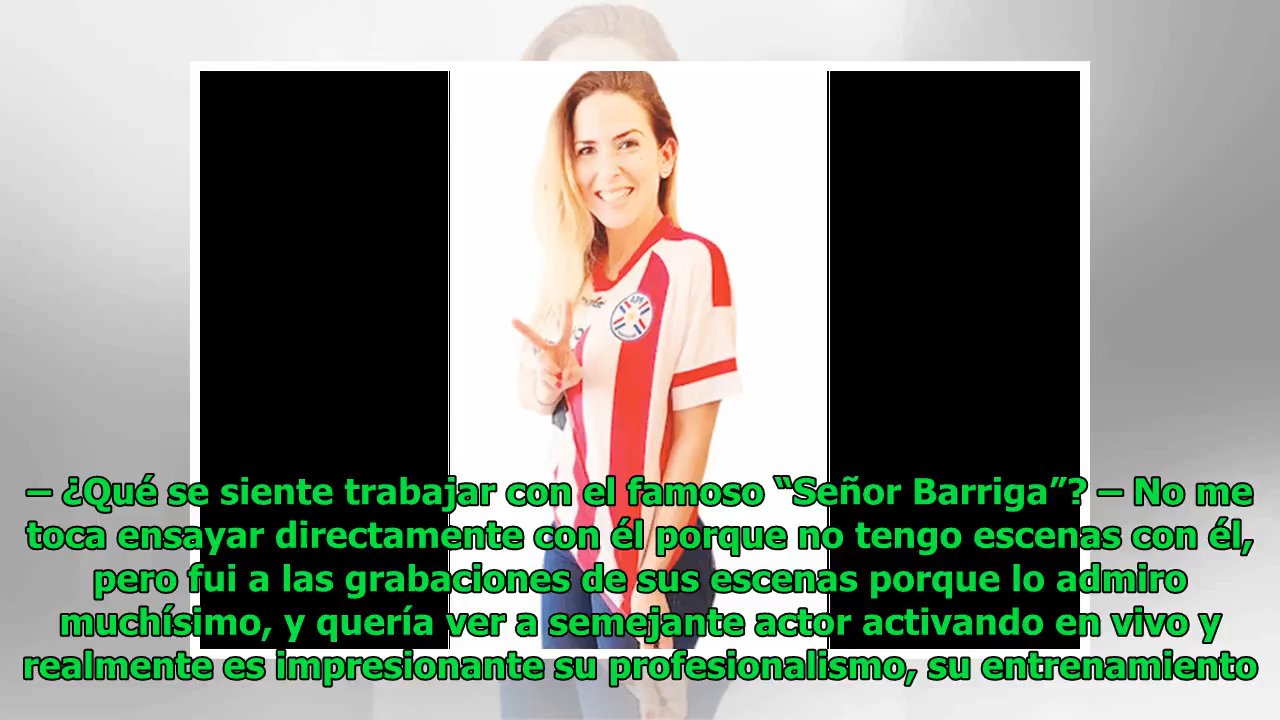 – ¿Qué se siente trabajar con el famoso “Señor Barriga”? – No me
toca ensayar directamente con él porque no tengo escenas con él,
pero fui a las grabaciones de sus escenas porque lo admiro
muchísimo, y quería ver a semejante actor activando en vivo y
realmente es impresionante su profesionalismo, su entrenamiento